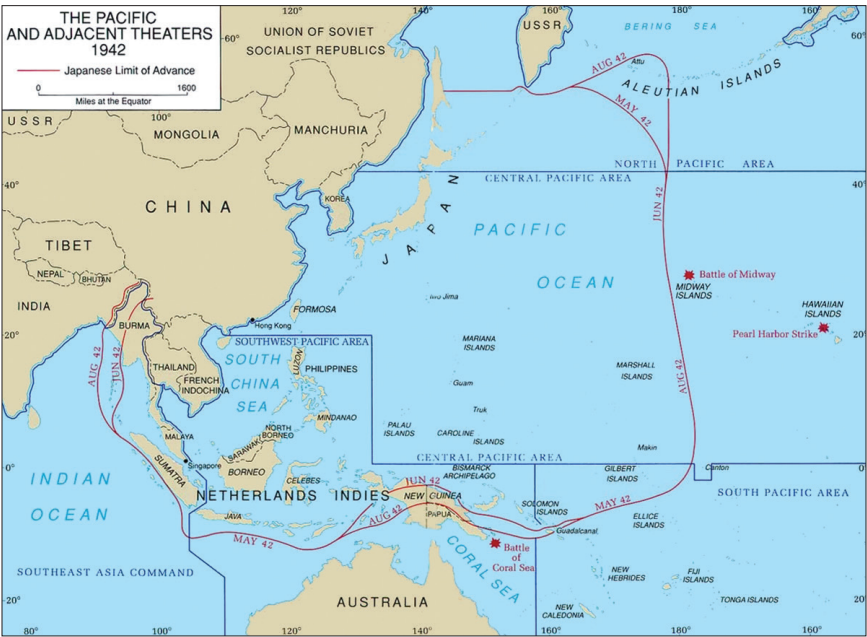 THE PACIFIC
AND ADJACENT THEATERS
1942
Japanese Limit of Advance
0 1600
Miles at the Equator
120°
140°
160°
180°
160°
60°
60°
UNION OF SOVIET
SOCIALIST REPUBLICS
USSR
BERING SEA
Attu
ALEUTIAN ISLANDS
AUG 42
MAY 42
USSR
100°
MONGOLIA
MANCHURIA
NORTH PACIFIC AREA
CENTRAL PACIFIC AREA
40°
40°
CHINA
KOREA
JAPAN
JUN 42
PACIFIC
OCEAN
TIBET
NEPAL
BHUTAN
Battle of Midway
MIDWAY
ISLANDS
INDIA
BURMA
FORMOSA
Hong Kong
Iwo Jima
HAWAIIAN
ISLANDS
Pearl Harbor Strike
20°
20°
SOUTHWEST PACIFIC AREA
MARIANA
ISLANDS
AUG 42
JUN 42
THAILAND
FRENCH
INDOCHINA
SOUTH
CHINA
SEA
LUZON
PHILIPPINES
Guam
MARSHALL
ISLANDS
AUG 42
MINDANAO
Truk
PALAU
ISLANDS
CAROLINE
ISLANDS
MALAYA
NORTH
BORNEO
SARAWAK
Makin
CENTRAL PACIFIC AREA
0°
0°
Singapore
SUMATRA
BORNEO
CELEBES
BISMARCK
ARCHIPELAGO
GILBERT
ISLANDS
Canton
INDIAN
OCEAN
NETHERLANDS INDIES
JUN 42
NEW GUINEA
PAPUA
SOUTH PACIFIC AREA
JAVA
AUG 42
SOLOMON
ISLANDS
MAY 42
Guadalcanal
ELLICE
ISLANDS
MAY 42
Battle
of
Coral Sea
CORAL SEA
SOUTHEAST ASIA COMMAND
NEW
HEBRIDES
FIJI
ISLANDS
TONGA ISLANDS
AUSTRALIA
NEW
CALEDONIA
20°
20°
80°
100°
120°
140°
160°
180°
160°